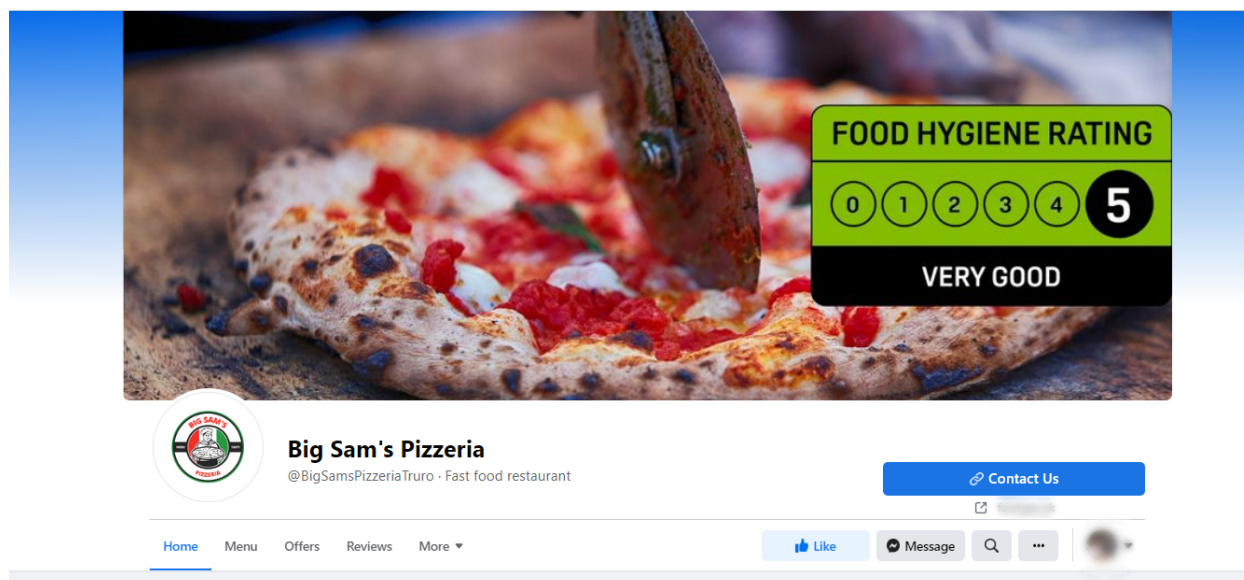 FOOD HYGIENE RATING
0 1 2 3 4 5
VERY GOOD
BIG SAM'S
PIZZERIA
Big Sam's Pizzeria
@BigSamsPizzeriaTruro · Fast food restaurant
Contact Us
Home Menu Offers Reviews More Like Message